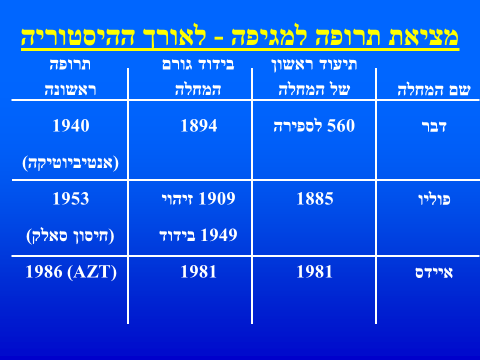 מציאת תרופה למגיפה - לאורך ההיסטוריה
שם המחלה תיעוד ראשון של המחלה בידוד גורם המחלה תרופה ראשונה
דבר 560 לספירה 1894 1940 (אנטיביוטיקה)
פוליו 1885 1909 זיהוי 1949 בידוד 1953 (חיסון סאלק)
איידס 1981 1981 1986 (AZT)